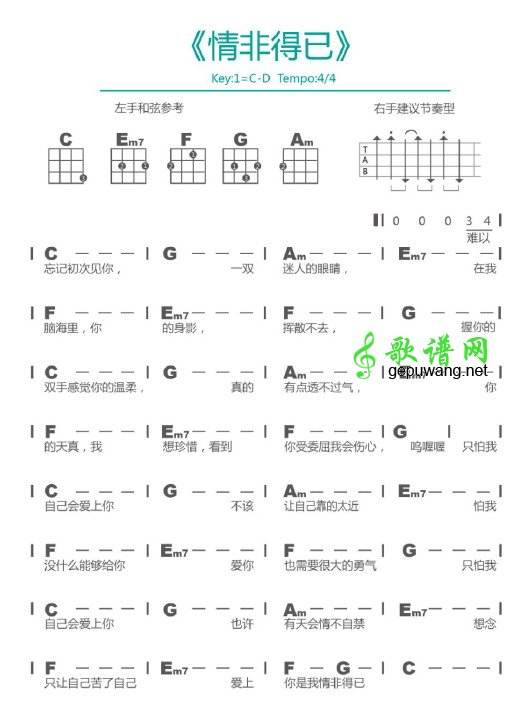 《情非得已》
Key:1=C-D Tempo:4/4
左手和弦参考 右手建议节奏型
C Em7 F G Am
T
A
B
0 0 0 3 4
难以
C G Am Em7
忘记初次见你， 一双 迷人的眼睛， 在我
F Em7 F G
脑海里，你 的身影， 挥散不去， 握你的
歌谱网
gepuwang.net
C G Am Em7
双手感觉你的温柔， 真的 有点透不过气， 你
F Em7 F G
的天真，我 想珍惜，看到 你受委屈我会伤心， 呜喔喔 只怕我
C G Am Em7
自己会爱上你 不该 让自己靠的太近 怕我
F Em7 F G
没什么能够给你 爱你 也需要很大的勇气 只怕我
C G Am Em7
自己会爱上你 也许 有天会情不自禁 想念
F Em7 F G C
只让自己苦了自己 爱上 你是我情非得已